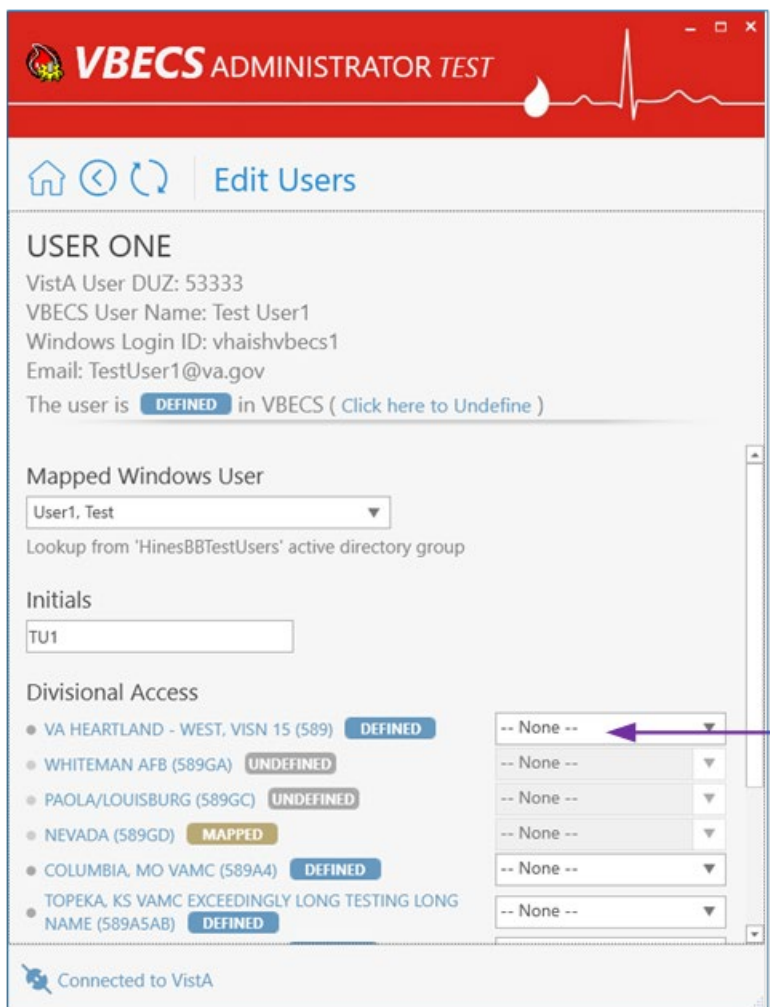 VBECS ADMINISTRATOR TEST
Edit Users
USER ONE
VistA User DUZ: 53333
VBECS User Name: Test User1
Windows Login ID: vhaishvbecs1
Email: TestUser1@va.gov
The user is DEFINED in VBECS ( Click here to Undefine )
Mapped Windows User
User1, Test
Lookup from 'HinesBBTestUsers' active directory group
Initials
TU1
Divisional Access
VA HEARTLAND - WEST, VISN 15 (589) DEFINED -- None --
WHITEMAN AFB (589GA) UNDEFINED -- None --
PAOLA/LOUISBURG (589GC) UNDEFINED -- None --
NEVADA (589GD) MAPPED -- None --
COLUMBIA, MO VAMC (589A4) DEFINED -- None --
TOPEKA, KS VAMC EXCEEDINGLY LONG TESTING LONG
NAME (589A5AB) DEFINED -- None --
Connected to VistA